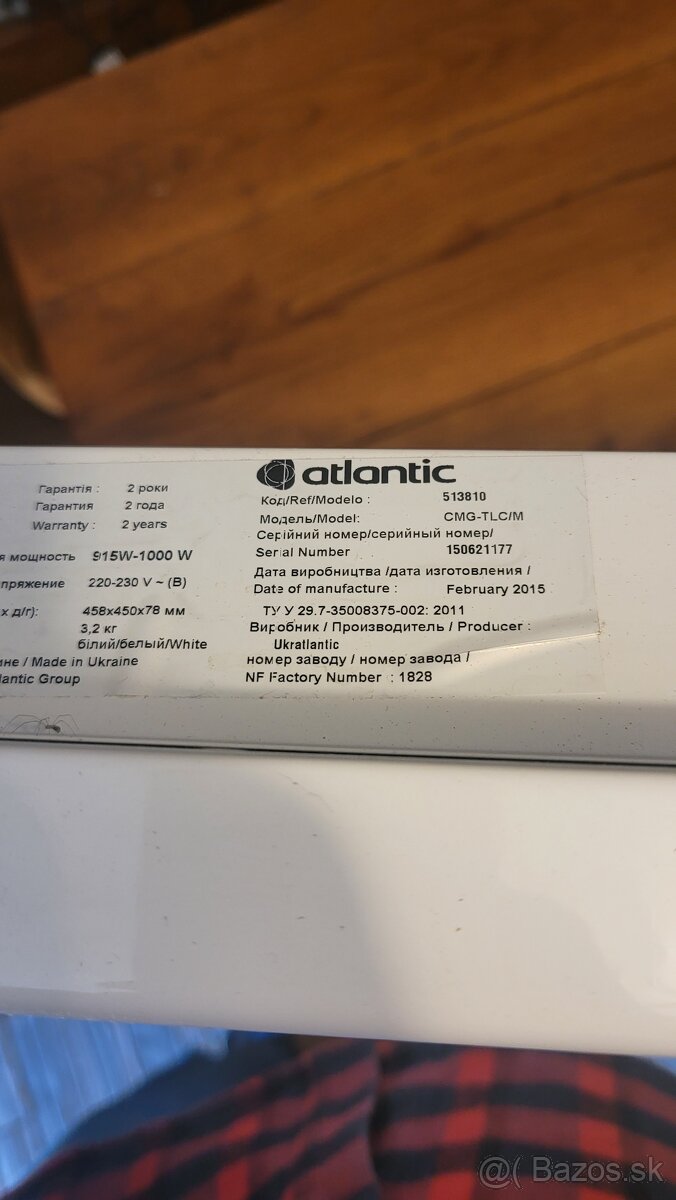 atlantic
Гарантія : 2 роки
Гарантия 2 года
Warranty : 2 years
я мощность 915W-1000 W
пряжение 220-230 V ~ (В)
х д/г): 458x450x78 мм
3,2 кг
білий/белый/White
не / Made in Ukraine
lantic Group
Код/Ref/Modelo : 513810
Модель/Model: CMG-TLC/M
Серійний номер/серийный номер/
Serial Number 150621177
Дата виробництва /дата изготовления /
Date of manufacture : February 2015
ТУ У 29.7-35008375-002: 2011
Виробник / Производитель / Producer :
Ukratlantic
номер заводу / номер завода /
NF Factory Number : 1828
@( Bazos.sk